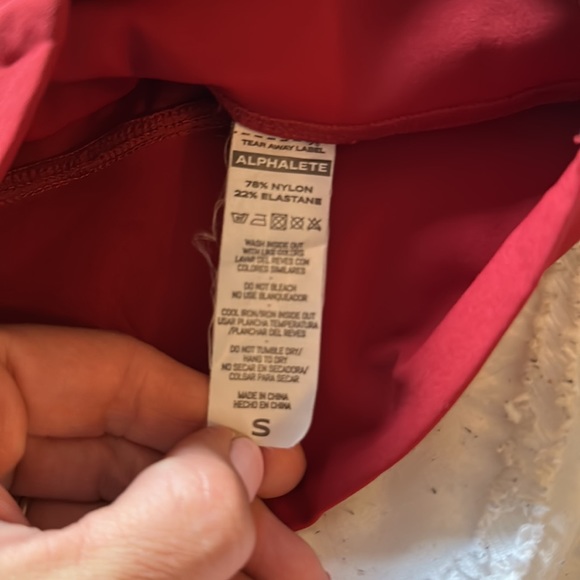 TEAR AWAY LABEL
ALPHALETE
78% NYLON
22% ELASTANE
WASH INSIDE OUT
WITH LIKE COLORS
LAVAR DEL REVES CON
COLORES SIMILARES
-
DO NOT BLEACH
NO USE BLANQUEADOR
-
COOL IRON/IRON INSIDE OUT
USAR PLANCHA TEMPERATURA
/PLANCHAR DEL REVES
-
DO NOT TUMBLE DRY/
HANG TO DRY
NO SECAR EN SECADORA/
COLSAR PARA SECAR
-
MADE IN CHINA
HECHO EN CHINA
S